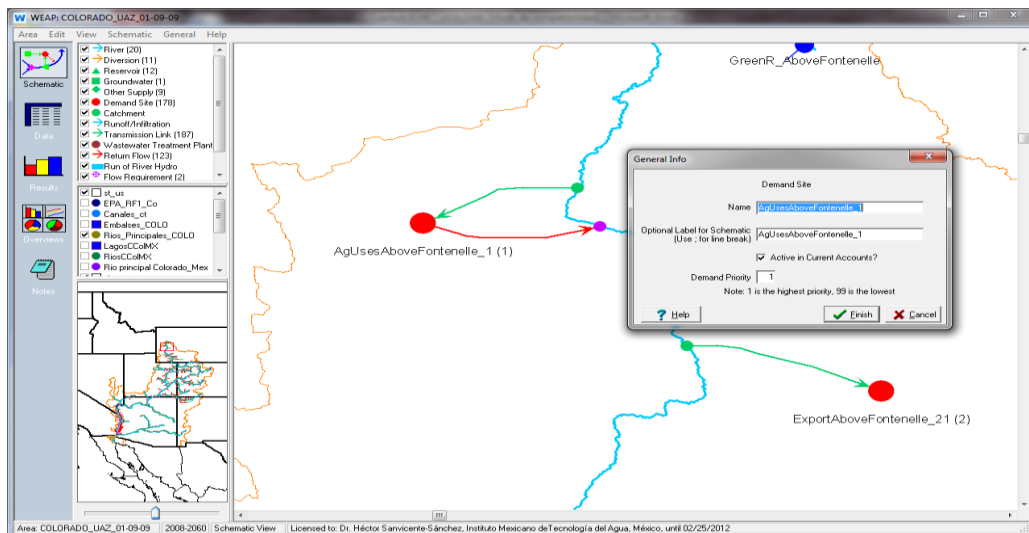 WEAP: COLORADO_UAZ_01-09-09
Area Edit View Schematic General Help
Schematic
Data
Results
Overviews
Notes
River (20)
Diversion (11)
Reservoir (12)
Groundwater (1)
Other Supply (9)
Demand Site (178)
Catchment
Runoff/Infiltration
Transmission Link (187)
Wastewater Treatment Plant
Return Flow (123)
Run of River Hydro
Flow Requirement (2)
st_us
EPA_RF1_Co
Canales_ct
Embalses_COLO
Rios_Principales_COLO
LagosCColMX
RiosCColMX
Rio principal Colorado_Mex
GreenR_AboveFontenelle
AgUsesAboveFontenelle_1 (1)
ExportAboveFontenelle_21 (2)
General Info
Demand Site
Name AgUsesAboveFontenelle_1
Optional Label for Schematic
(Use ; for line break) AgUsesAboveFontenelle_1
Active in Current Accounts?
Demand Priority 1
Note: 1 is the highest priority, 99 is the lowest
? Help Finish Cancel
Area: COLORADO_UAZ_01-09-09 2008-2060 Schematic View Licensed to: Dr. Héctor Sanvicente-Sánchez, Instituto Mexicano deTecnología del Agua, México, until 02/25/2012